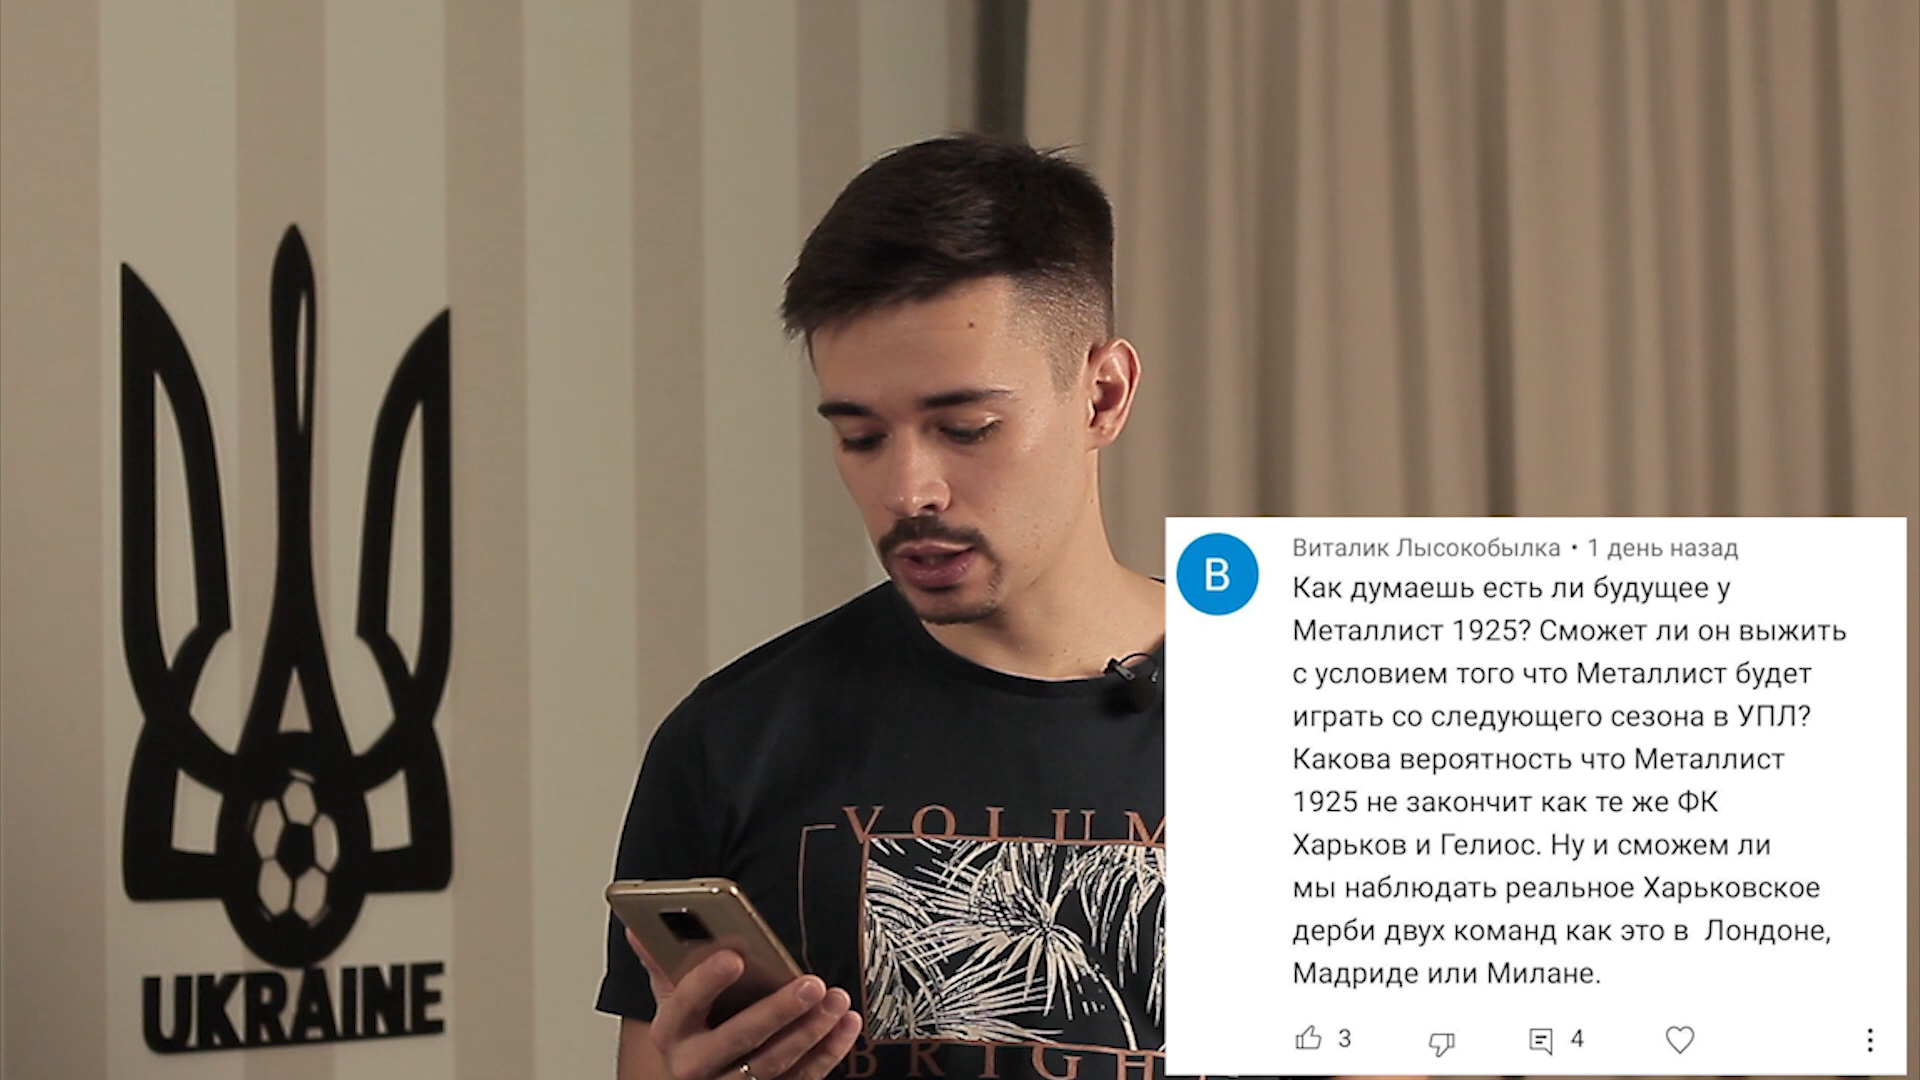 UKRAINE
VOLUM
BRIGH
В
Виталик Лысокобылка • 1 день назад
Как думаешь есть ли будущее у
Металлист 1925? Сможет ли он выжить
с условием того что Металлист будет
играть со следующего сезона в УПЛ?
Какова вероятность что Металлист
1925 не закончит как те же ФК
Харьков и Гелиос. Ну и сможем ли
мы наблюдать реальное Харьковское
дерби двух команд как это в Лондоне,
Мадриде или Милане.
3 4